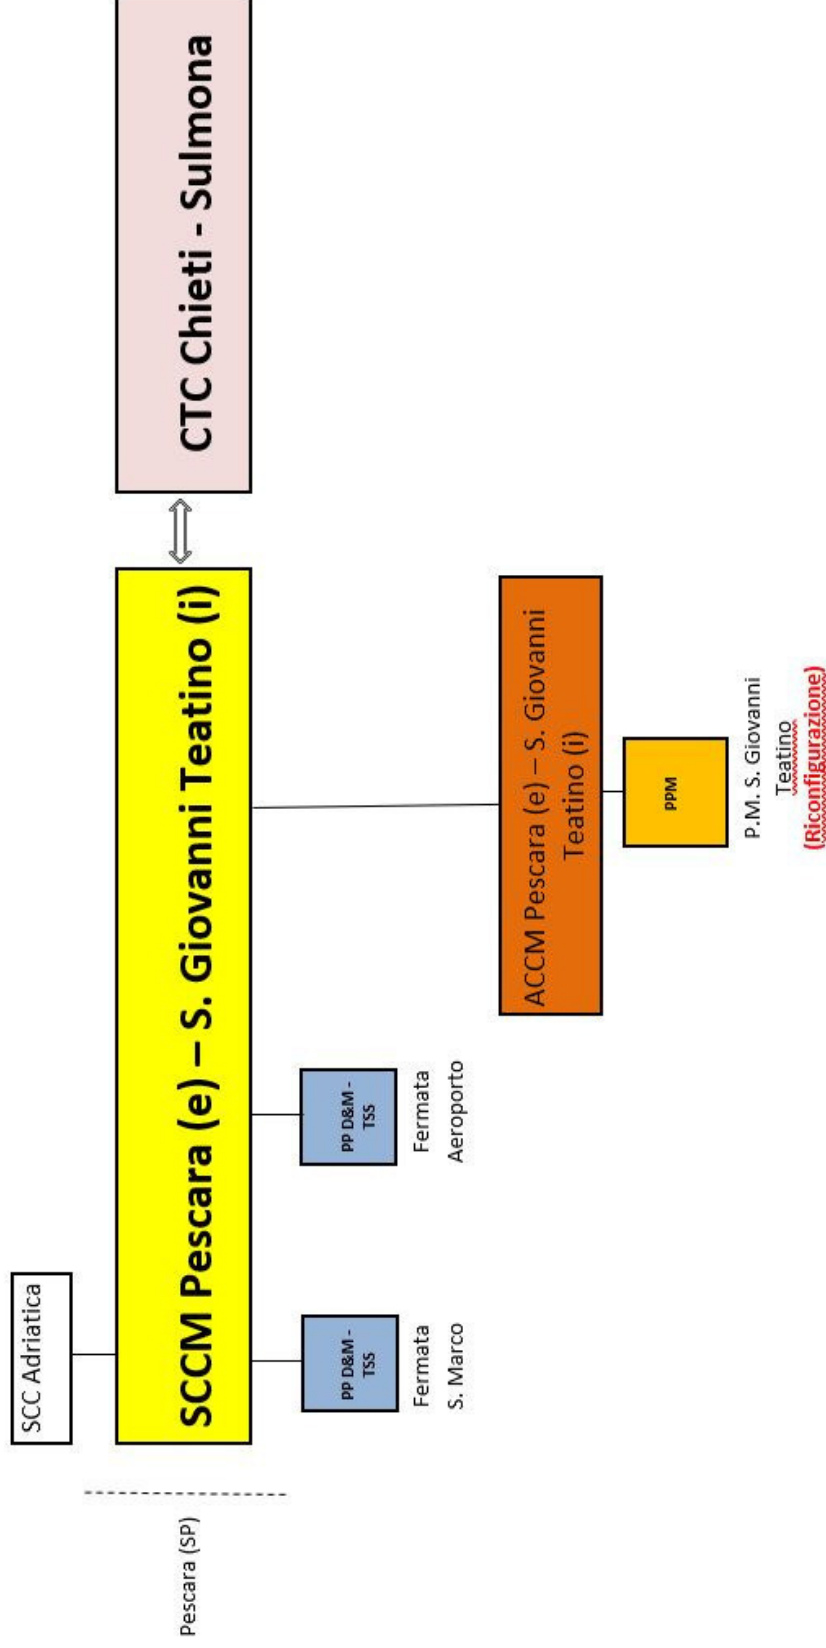 SCC Adriatica
Pescara (SP)
SCCM Pescara (e) – S. Giovanni Teatino (i)
CTC Chieti - Sulmona
PP D&M -
TSS
Fermata
S. Marco
PP D&M -
TSS
Fermata
Aeroporto
ACCM Pescara (e) – S. Giovanni
Teatino (i)
PPM
P.M. S. Giovanni
Teatino
(Riconfigurazione)